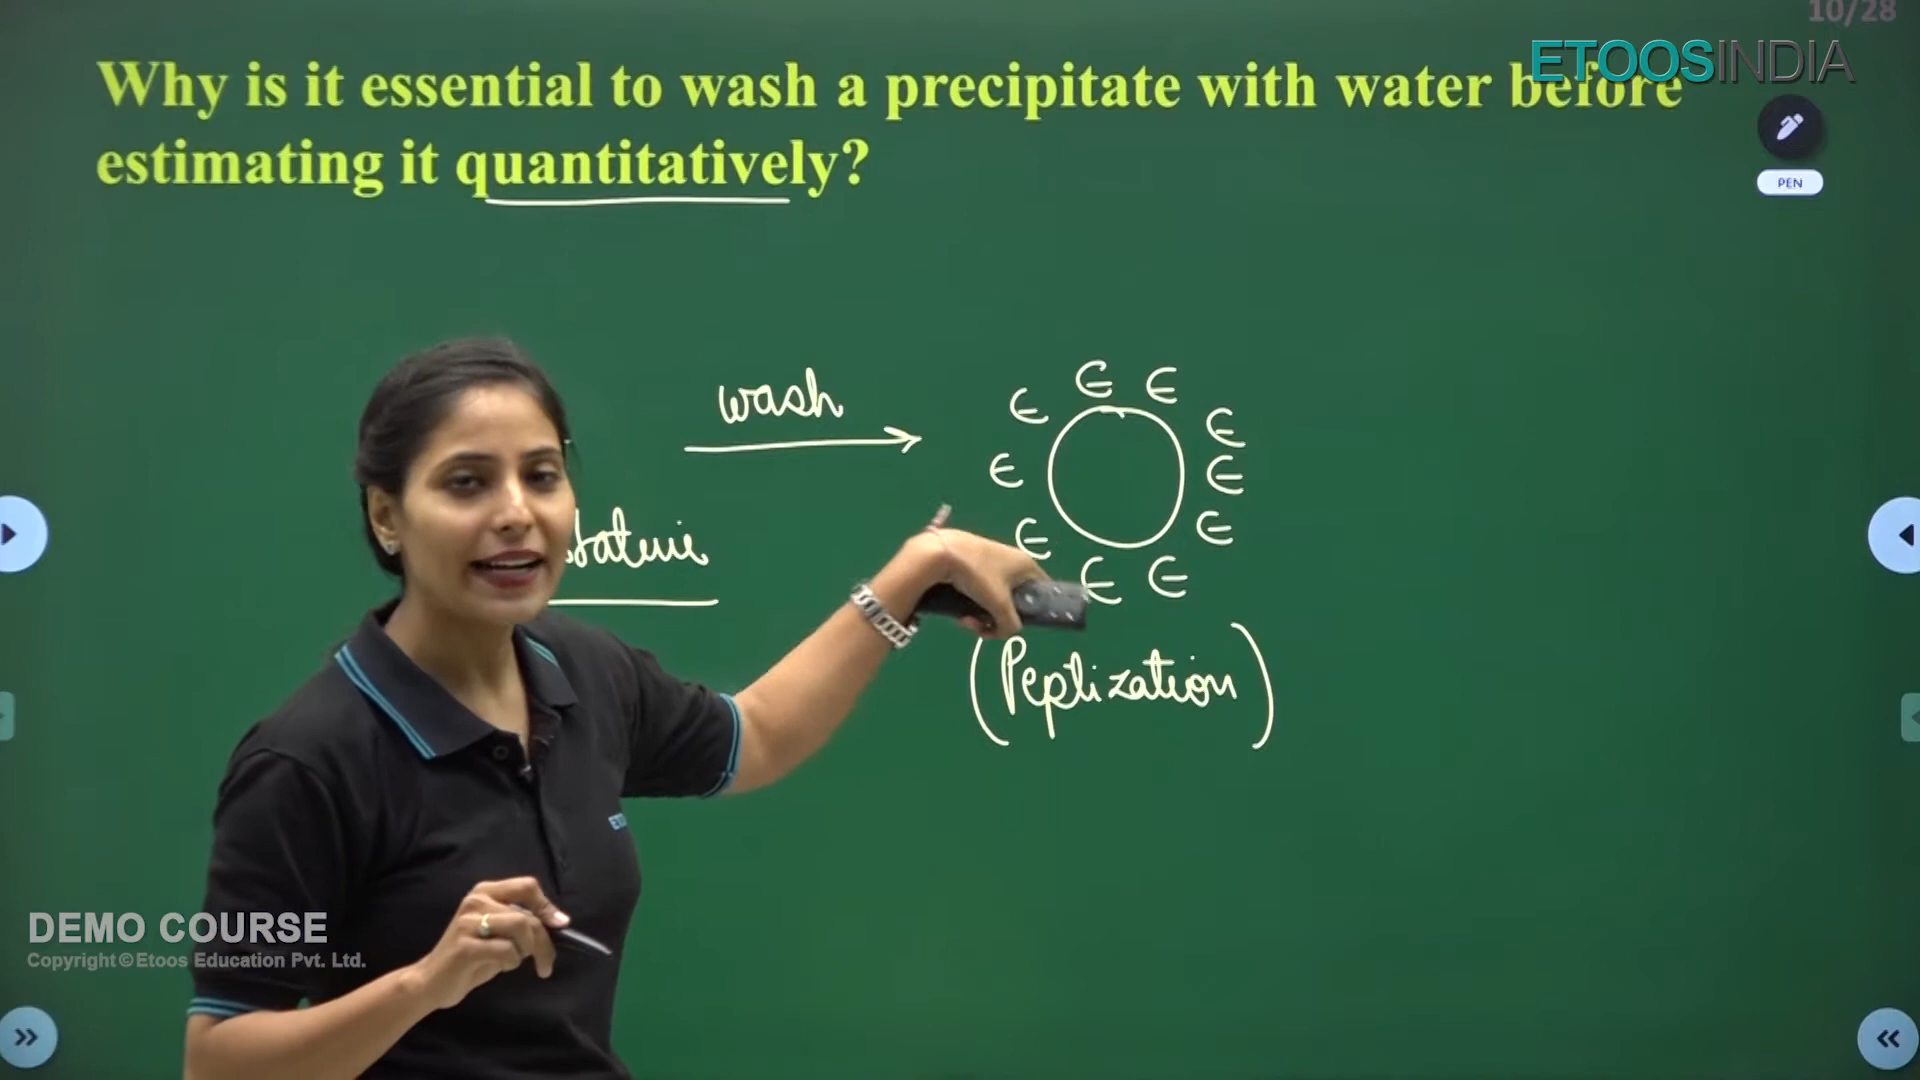 10/28
ETOOSINDIA
Why is it essential to wash a precipitate with water before
estimating it quantitatively?
PEN
wash
(Peptization)
DEMO COURSE
Copyright©Etoos Education Pvt. Ltd.